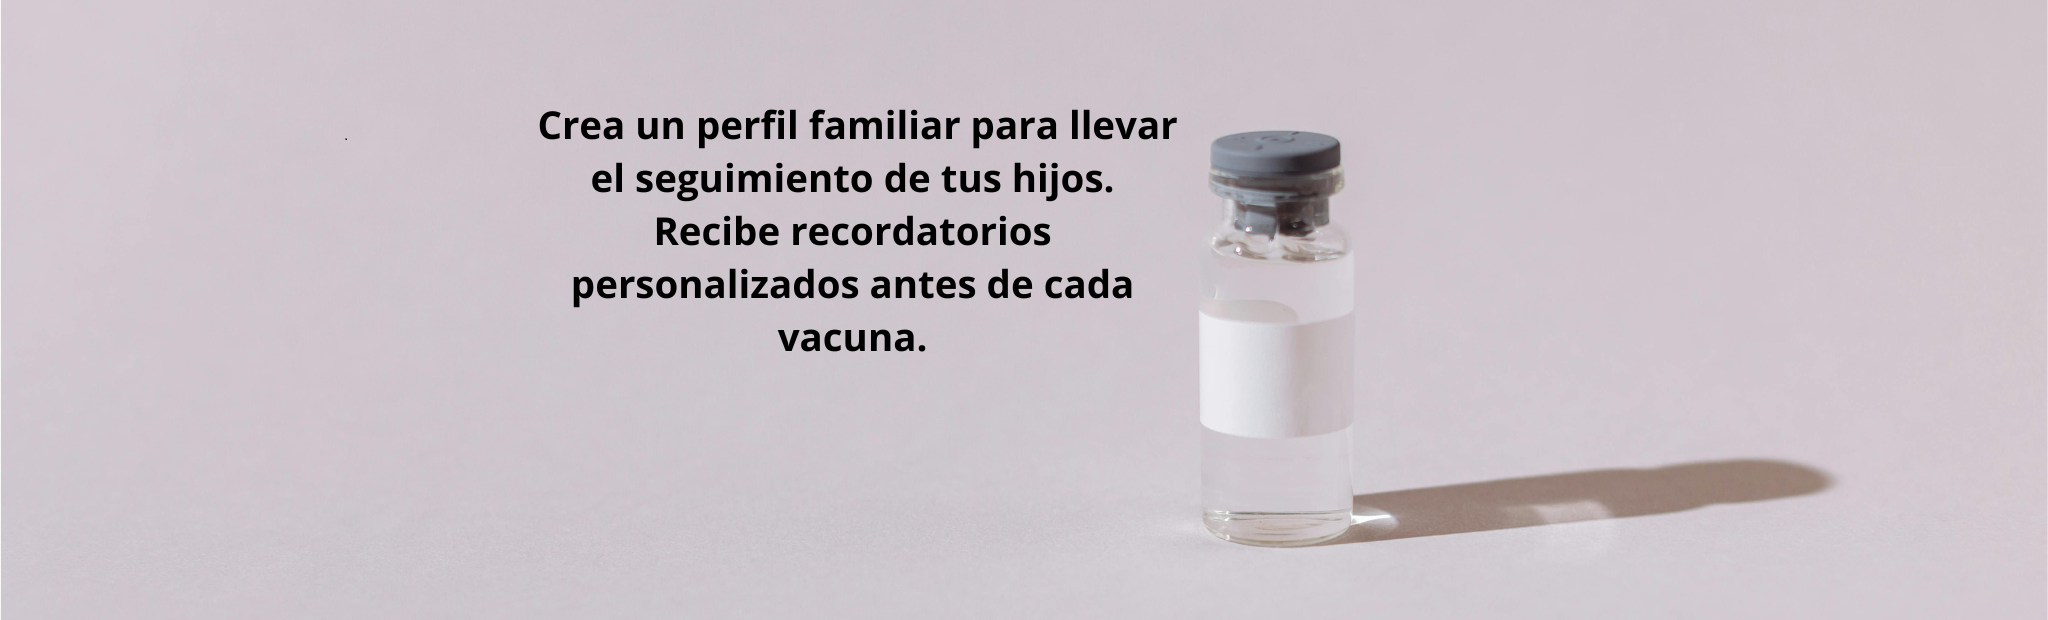 Crea un perfil familiar para llevar
el seguimiento de tus hijos.
Recibe recordatorios
personalizados antes de cada
vacuna.